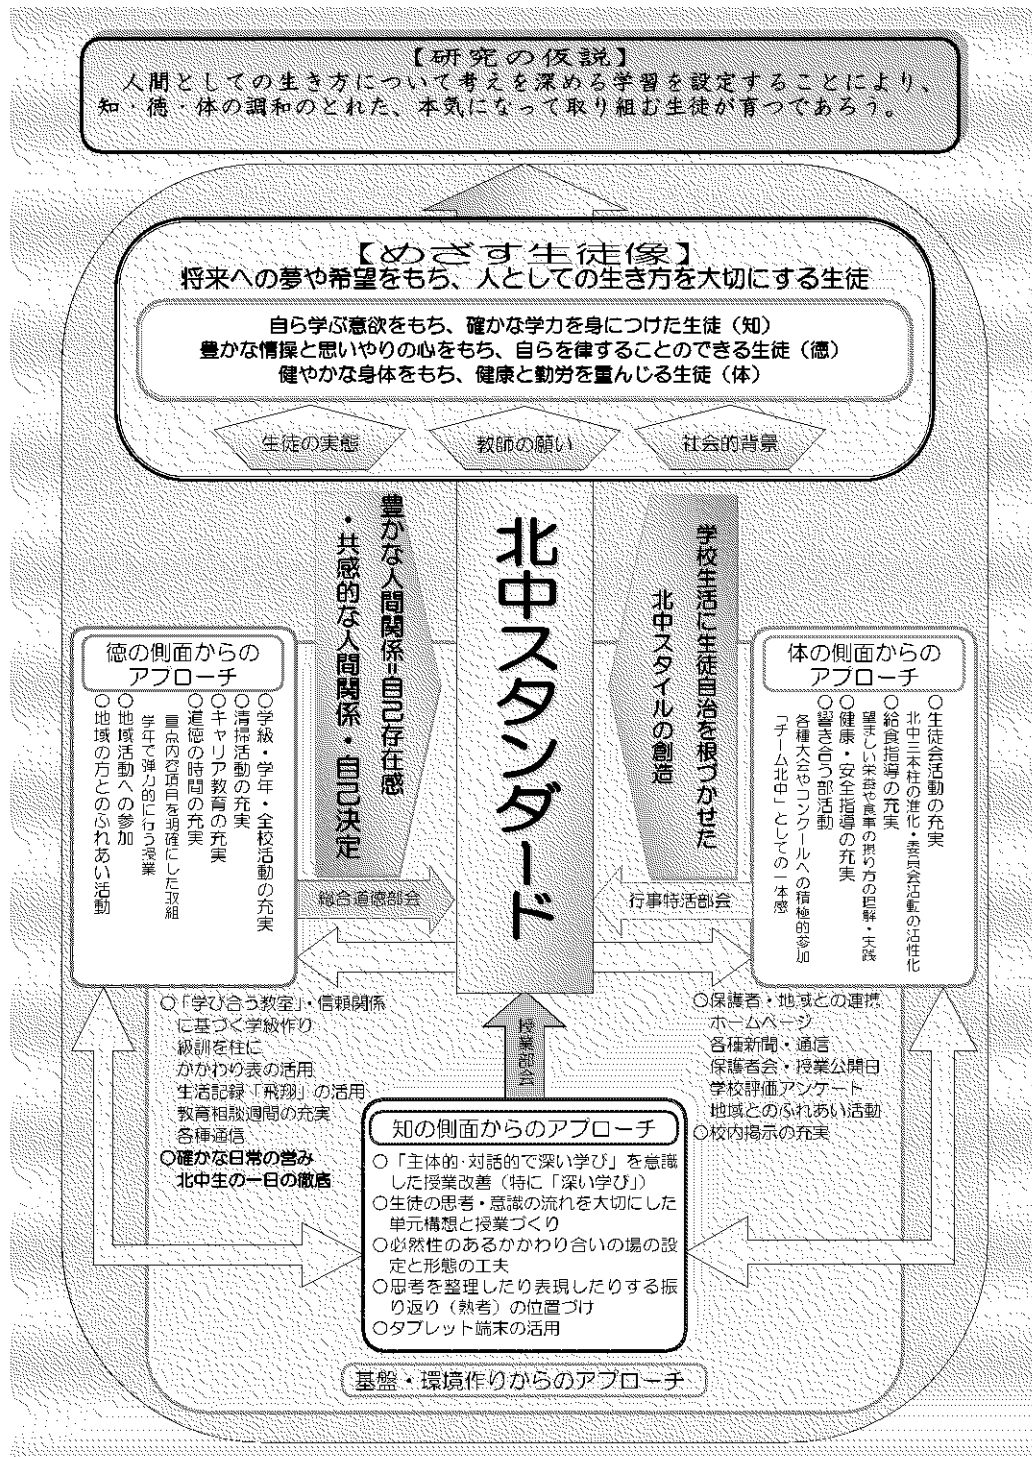 【研究の仮説】
人間としての生き方について考えを深める学習を設定することにより、
知・徳・体の調和のとれた、本気になって取り組む生徒が育つであろう。
【めざす生徒像】
将来への夢や希望をもち、人としての生き方を大切にする生徒
自ら学ぶ意欲をもち、確かな学力を身につけた生徒（知）
豊かな情操と思いやりの心をもち、自らを律することのできる生徒（徳）
健やかな身体をもち、健康と勤労を重んじる生徒（体）
生徒の実態
教師の願い
社会的背景
豊かな人間関係=自己存在感
・共感的な人間関係・自己決定
北中スタンダード
学校生活に生徒自治を根づかせた
北中スタイルの創造
徳の側面からの
アプローチ
○学級・学年・全校活動の充実
○清掃活動の充実
○キャリア教育の充実
○道徳の時間の充実
重点内容項目を明確にした取組
学年で弾力的に行う授業
○地域活動への参加
○地域の方とのふれあい活動
総合道徳部会
体の側面からの
アプローチ
○生徒会活動の充実
北中三本柱の進化・委員会活動の活性化
○給食指導の充実
望ましい栄養や食事の摂り方の理解・実践
○健康・安全指導の充実
○響き合う部活動
各種大会やコンクールへの積極的参加
「チーム北中」としての一体感
行事特活部会
○「学び合う教室」・信頼関係
に基づく学級作り
級訓を柱に
かかわり表の活用
生活記録「飛翔」の活用
教育相談週間の充実
各種通信
○確かな日常の営み
北中生の一日の徹底
授業部会
○保護者・地域との連携
ホームページ
各種新聞・通信
保護者会・授業公開日
学校評価アンケート
地域とのふれあい活動
○校内掲示の充実
知の側面からのアプローチ
○「主体的・対話的で深い学び」を意識
した授業改善（特に「深い学び」）
○生徒の思考・意識の流れを大切にした
単元構想と授業づくり
○必然性のあるかかわり合いの場の設
定と形態の工夫
○思考を整理したり表現したりする振
り返り（熟考）の位置づけ
○タブレット端末の活用
基盤・環境作りからのアプローチ